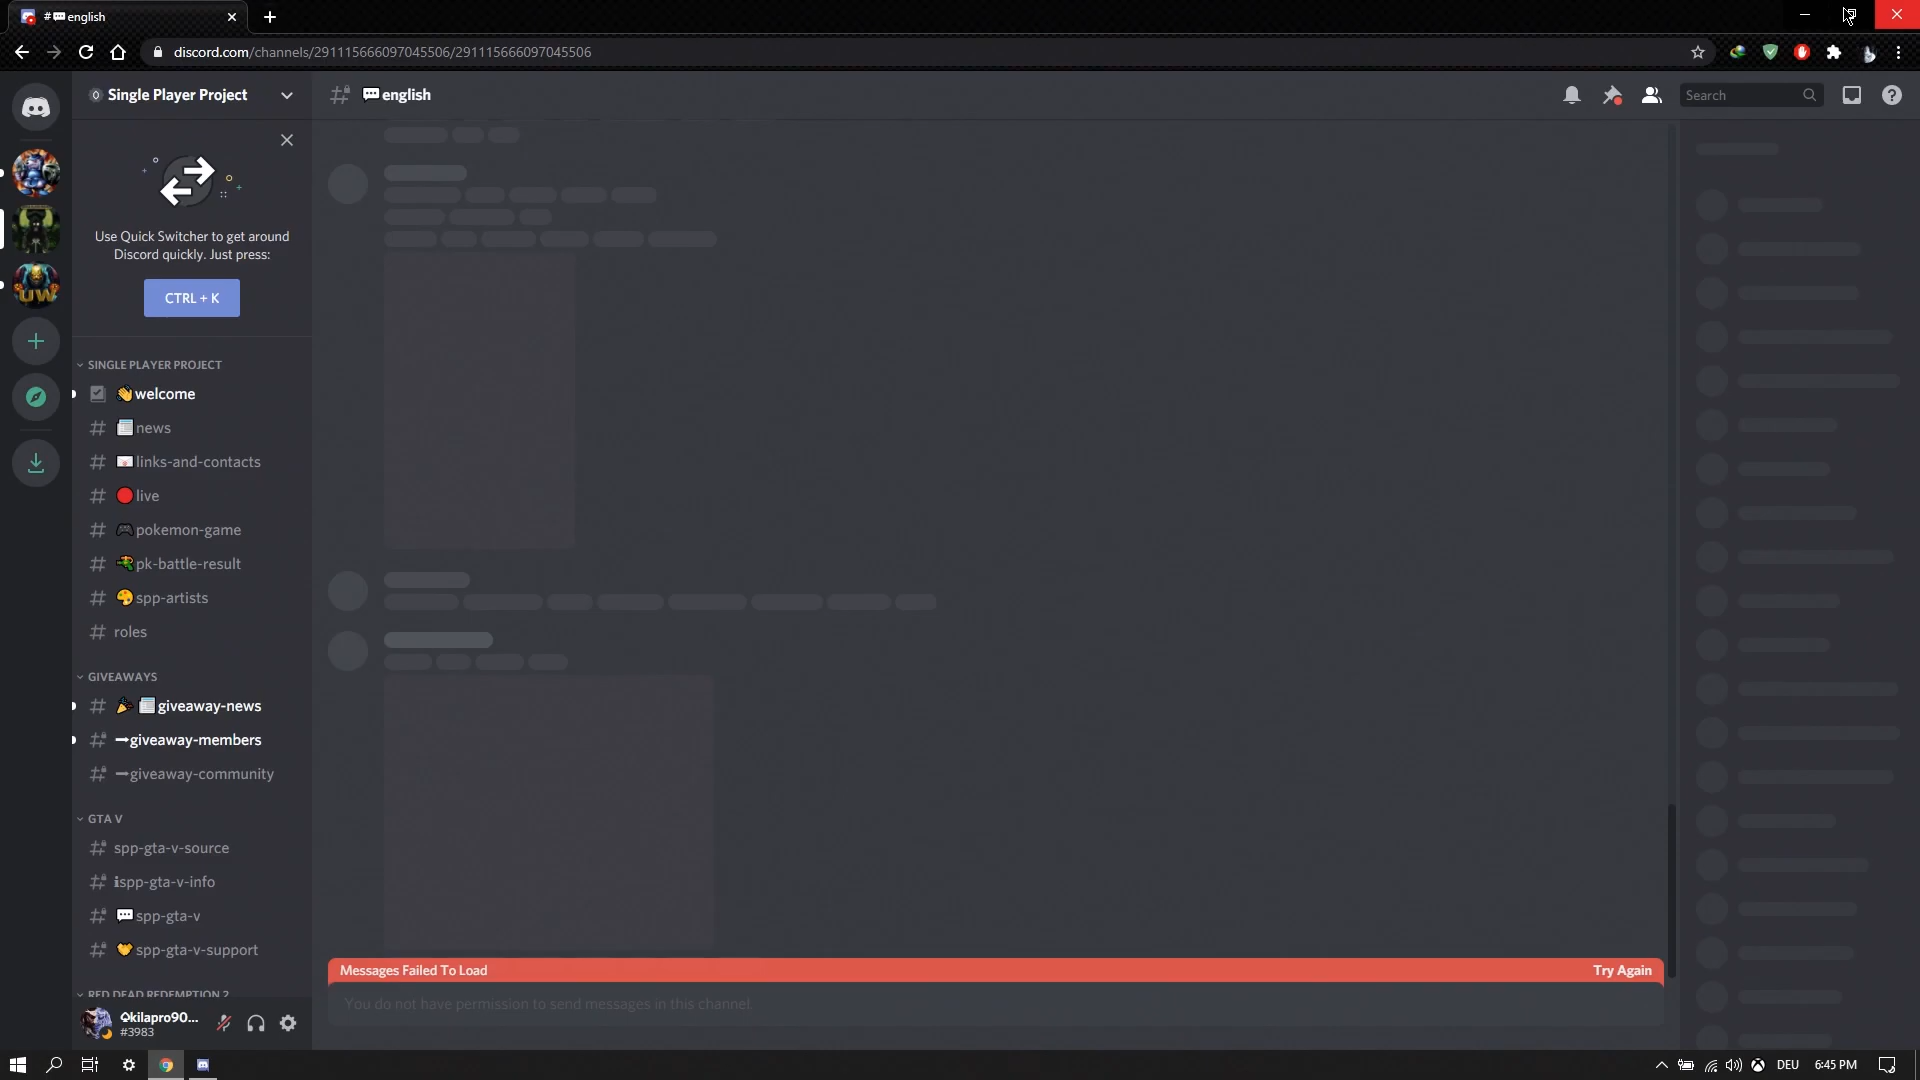 #💬english
discord.com/channels/291115666097045506/291115666097045506
Single Player Project
💬english
Search
Use Quick Switcher to get around
Discord quickly. Just press:
CTRL + K
UW
SINGLE PLAYER PROJECT
👋welcome
news
links-and-contacts
🔴live
🎮pokemon-game
🔫pk-battle-result
🎨spp-artists
roles
GIVEAWAYS
🎉giveaway-news
giveaway-members
giveaway-community
GTA V
spp-gta-v-source
ℹspp-gta-v-info
💬spp-gta-v
spp-gta-v-support
RED DEAD REDEMPTION 2
Messages Failed To Load
Try Again
You do not have permission to send messages in this channel.
kilapro90...
#3983
DEU
6:45 PM